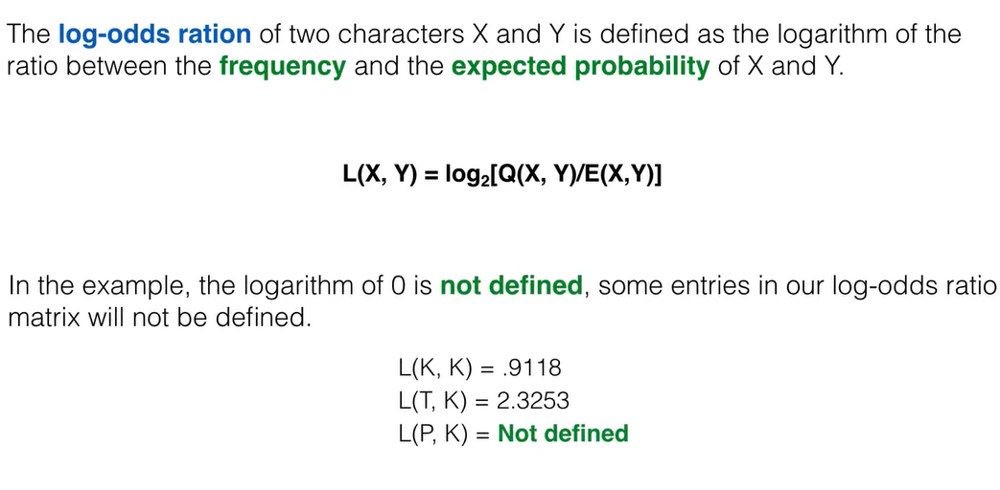 The log-odds ration of two characters X and Y is defined as the logarithm of the
ratio between the frequency and the expected probability of X and Y.
L(X, Y) = log₂[Q(X, Y)/E(X,Y)]
In the example, the logarithm of 0 is not defined, some entries in our log-odds ratio
matrix will not be defined.
L(K, K) = .9118
L(T, K) = 2.3253
L(P, K) = Not defined